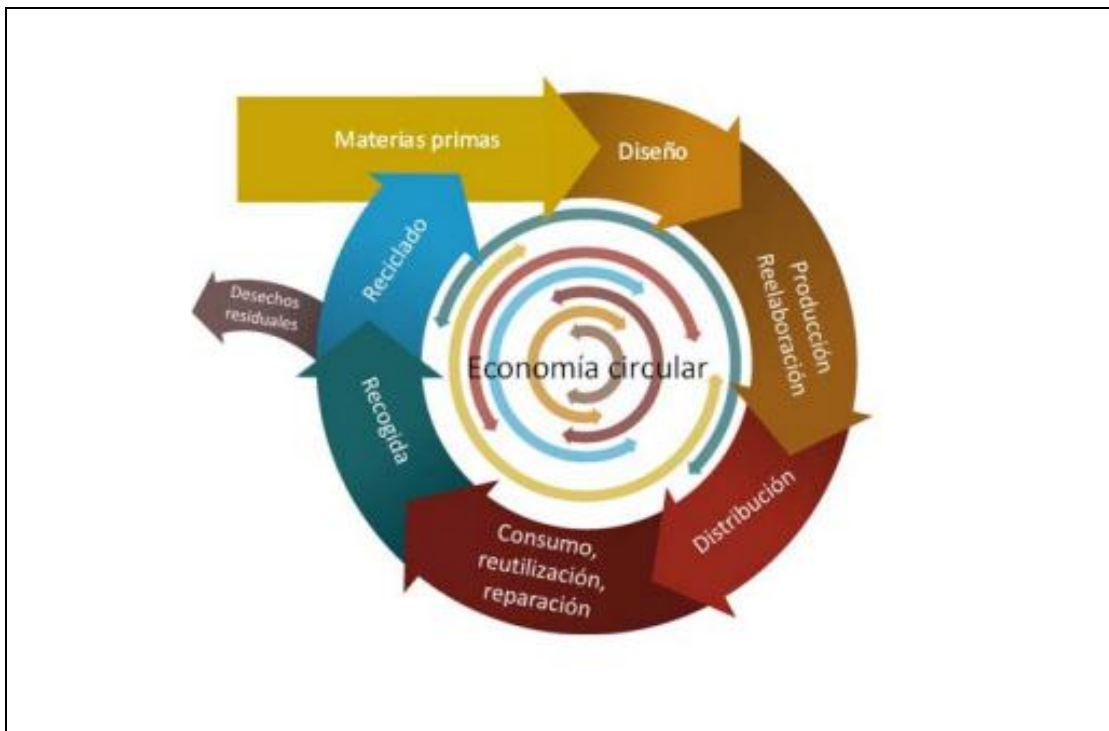 Materias primas
Diseño
Producción
Reelaboración
Distribución
Consumo,
reutilización,
reparación
Recogida
Reciclado
Desechos
residuales
Economía circular